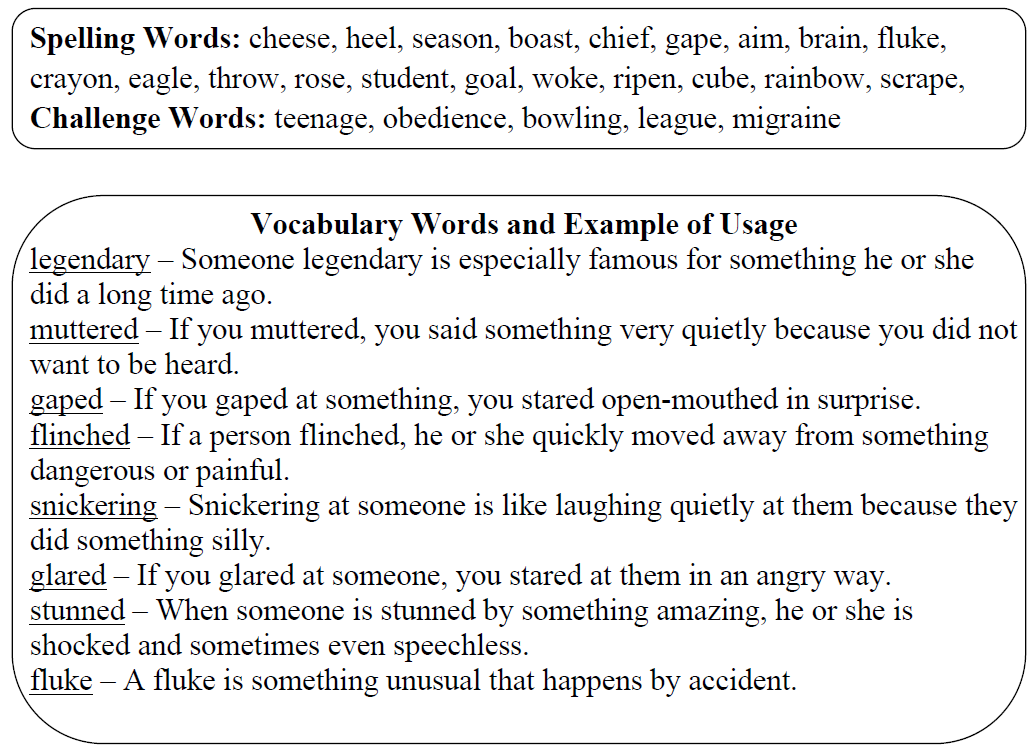 Spelling Words: cheese, heel, season, boast, chief, gape, aim, brain, fluke,
crayon, eagle, throw, rose, student, goal, woke, ripen, cube, rainbow, scrape,
Challenge Words: teenage, obedience, bowling, league, migraine
Vocabulary Words and Example of Usage
legendary – Someone legendary is especially famous for something he or she
did a long time ago.
muttered – If you muttered, you said something very quietly because you did not
want to be heard.
gaped – If you gaped at something, you stared open-mouthed in surprise.
flinched – If a person flinched, he or she quickly moved away from something
dangerous or painful.
snickering – Snickering at someone is like laughing quietly at them because they
did something silly.
glared – If you glared at someone, you stared at them in an angry way.
stunned – When someone is stunned by something amazing, he or she is
shocked and sometimes even speechless.
fluke – A fluke is something unusual that happens by accident.